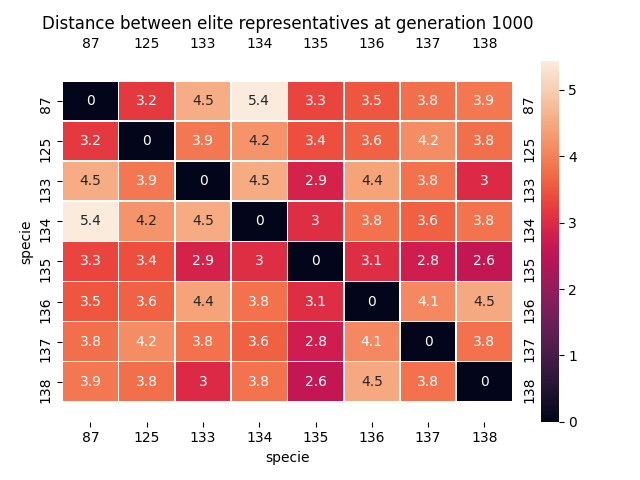 Distance between elite representatives at generation 1000
87 125 133 134 135 136 137 138
87 0 3.2 4.5 5.4 3.3 3.5 3.8 3.9 87
125 3.2 0 3.9 4.2 3.4 3.6 4.2 3.8 125
133 4.5 3.9 0 4.5 2.9 4.4 3.8 3 133
134 5.4 4.2 4.5 0 3 3.8 3.6 3.8 134
135 3.3 3.4 2.9 3 0 3.1 2.8 2.6 135
136 3.5 3.6 4.4 3.8 3.1 0 4.1 4.5 136
137 3.8 4.2 3.8 3.6 2.8 4.1 0 3.8 137
138 3.9 3.8 3 3.8 2.6 4.5 3.8 0 138
87 125 133 134 135 136 137 138
specie
specie
5
4
3
2
1
0